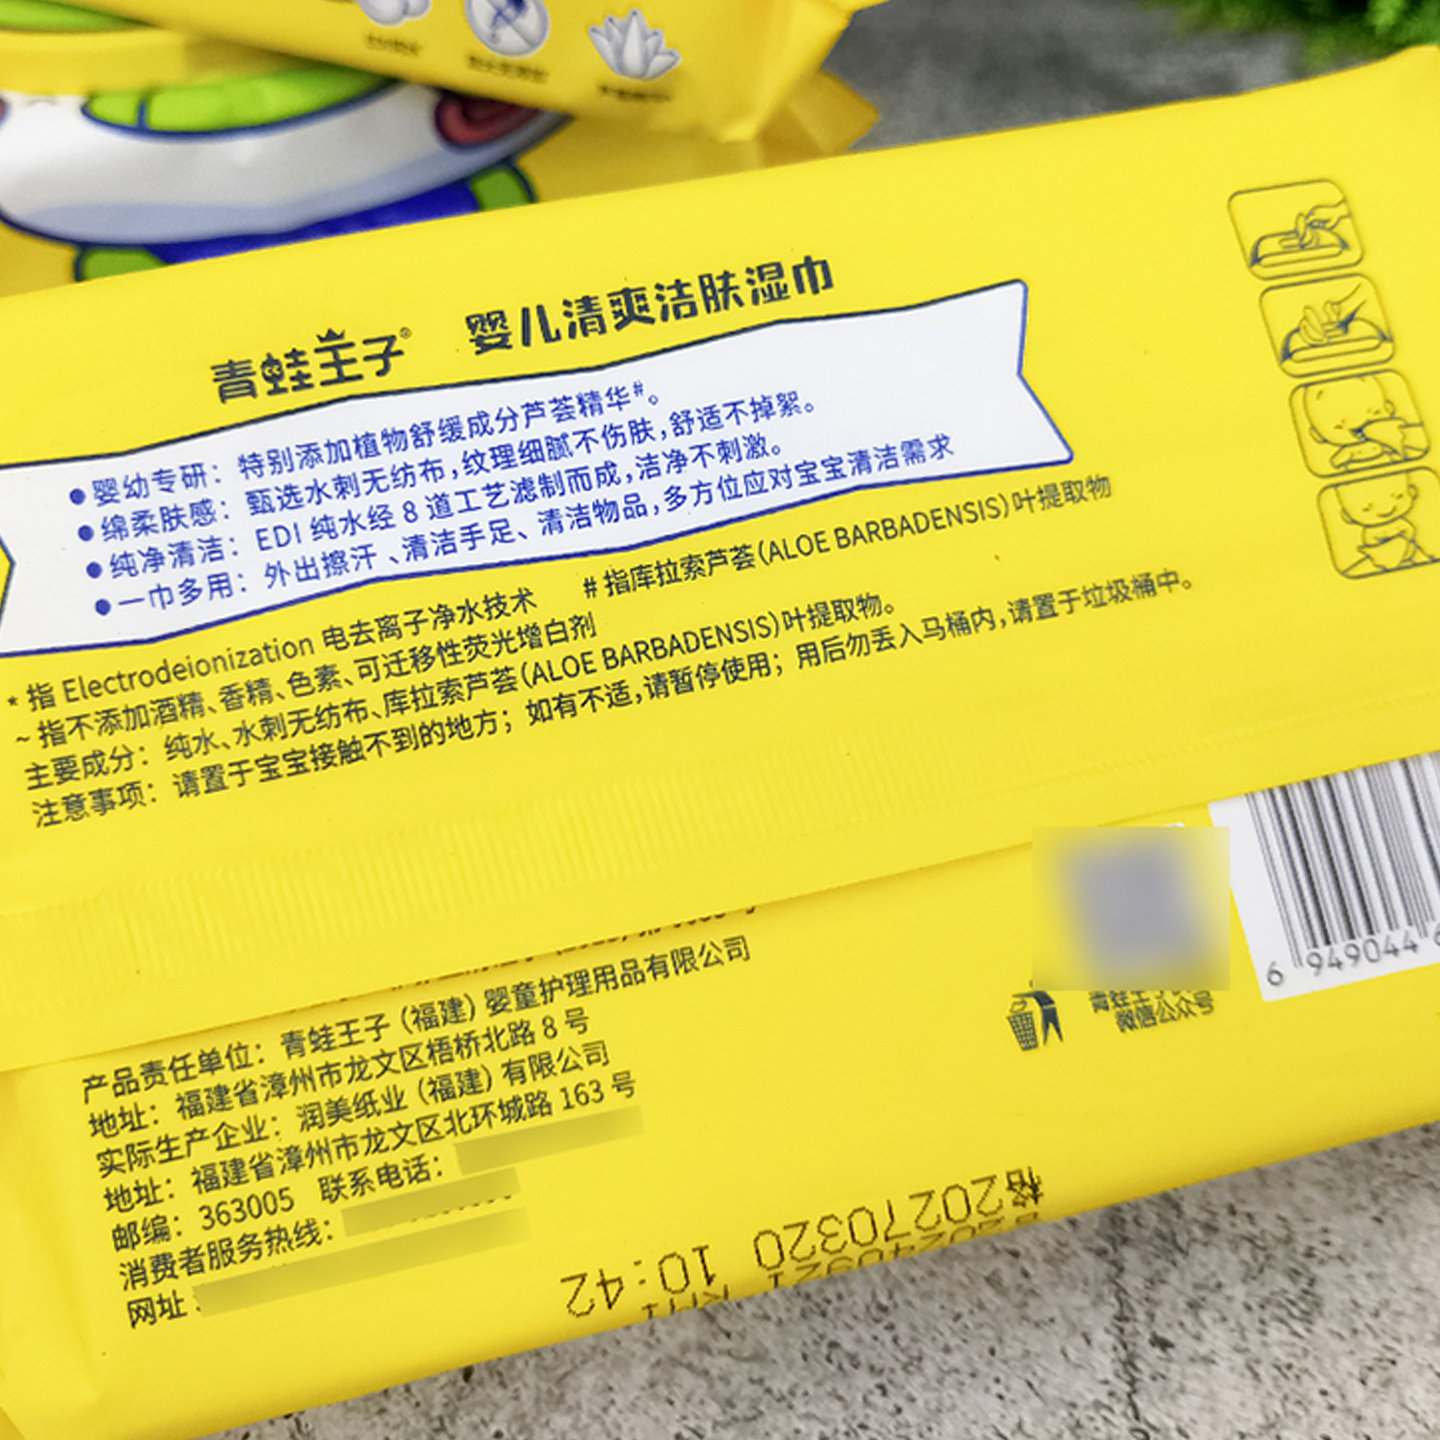 青蛙王子® 婴儿清爽洁肤湿巾
●婴幼专研：特别添加植物舒缓成分芦荟精华#。
●绵柔肤感：甄选水刺无纺布,纹理细腻不伤肤,舒适不掉絮。
●纯净清洁：EDI 纯水经 8 道工艺滤制而成,洁净不刺激。
●一巾多用：外出擦汗、清洁手足、清洁物品,多方位应对宝宝清洁需求
* 指 Electrodeionization 电去离子净水技术 # 指库拉索芦荟(ALOE BARBADENSIS)叶提取物
~ 指不添加酒精、香精、色素、可迁移性荧光增白剂
主要成分：纯水、水刺无纺布、库拉索芦荟(ALOE BARBADENSIS)叶提取物。
注意事项：请置于宝宝接触不到的地方；如有不适,请暂停使用；用后勿丢入马桶内,请置于垃圾桶中。
产品责任单位：青蛙王子（福建）婴童护理用品有限公司
地址：福建省漳州市龙文区梧桥北路 8 号
实际生产企业：润美纸业（福建）有限公司
地址：福建省漳州市龙文区北环城路 163 号
邮编：363005 联系电话：
消费者服务热线：
网址
微信公众号
6 949044
格20270320 10:42